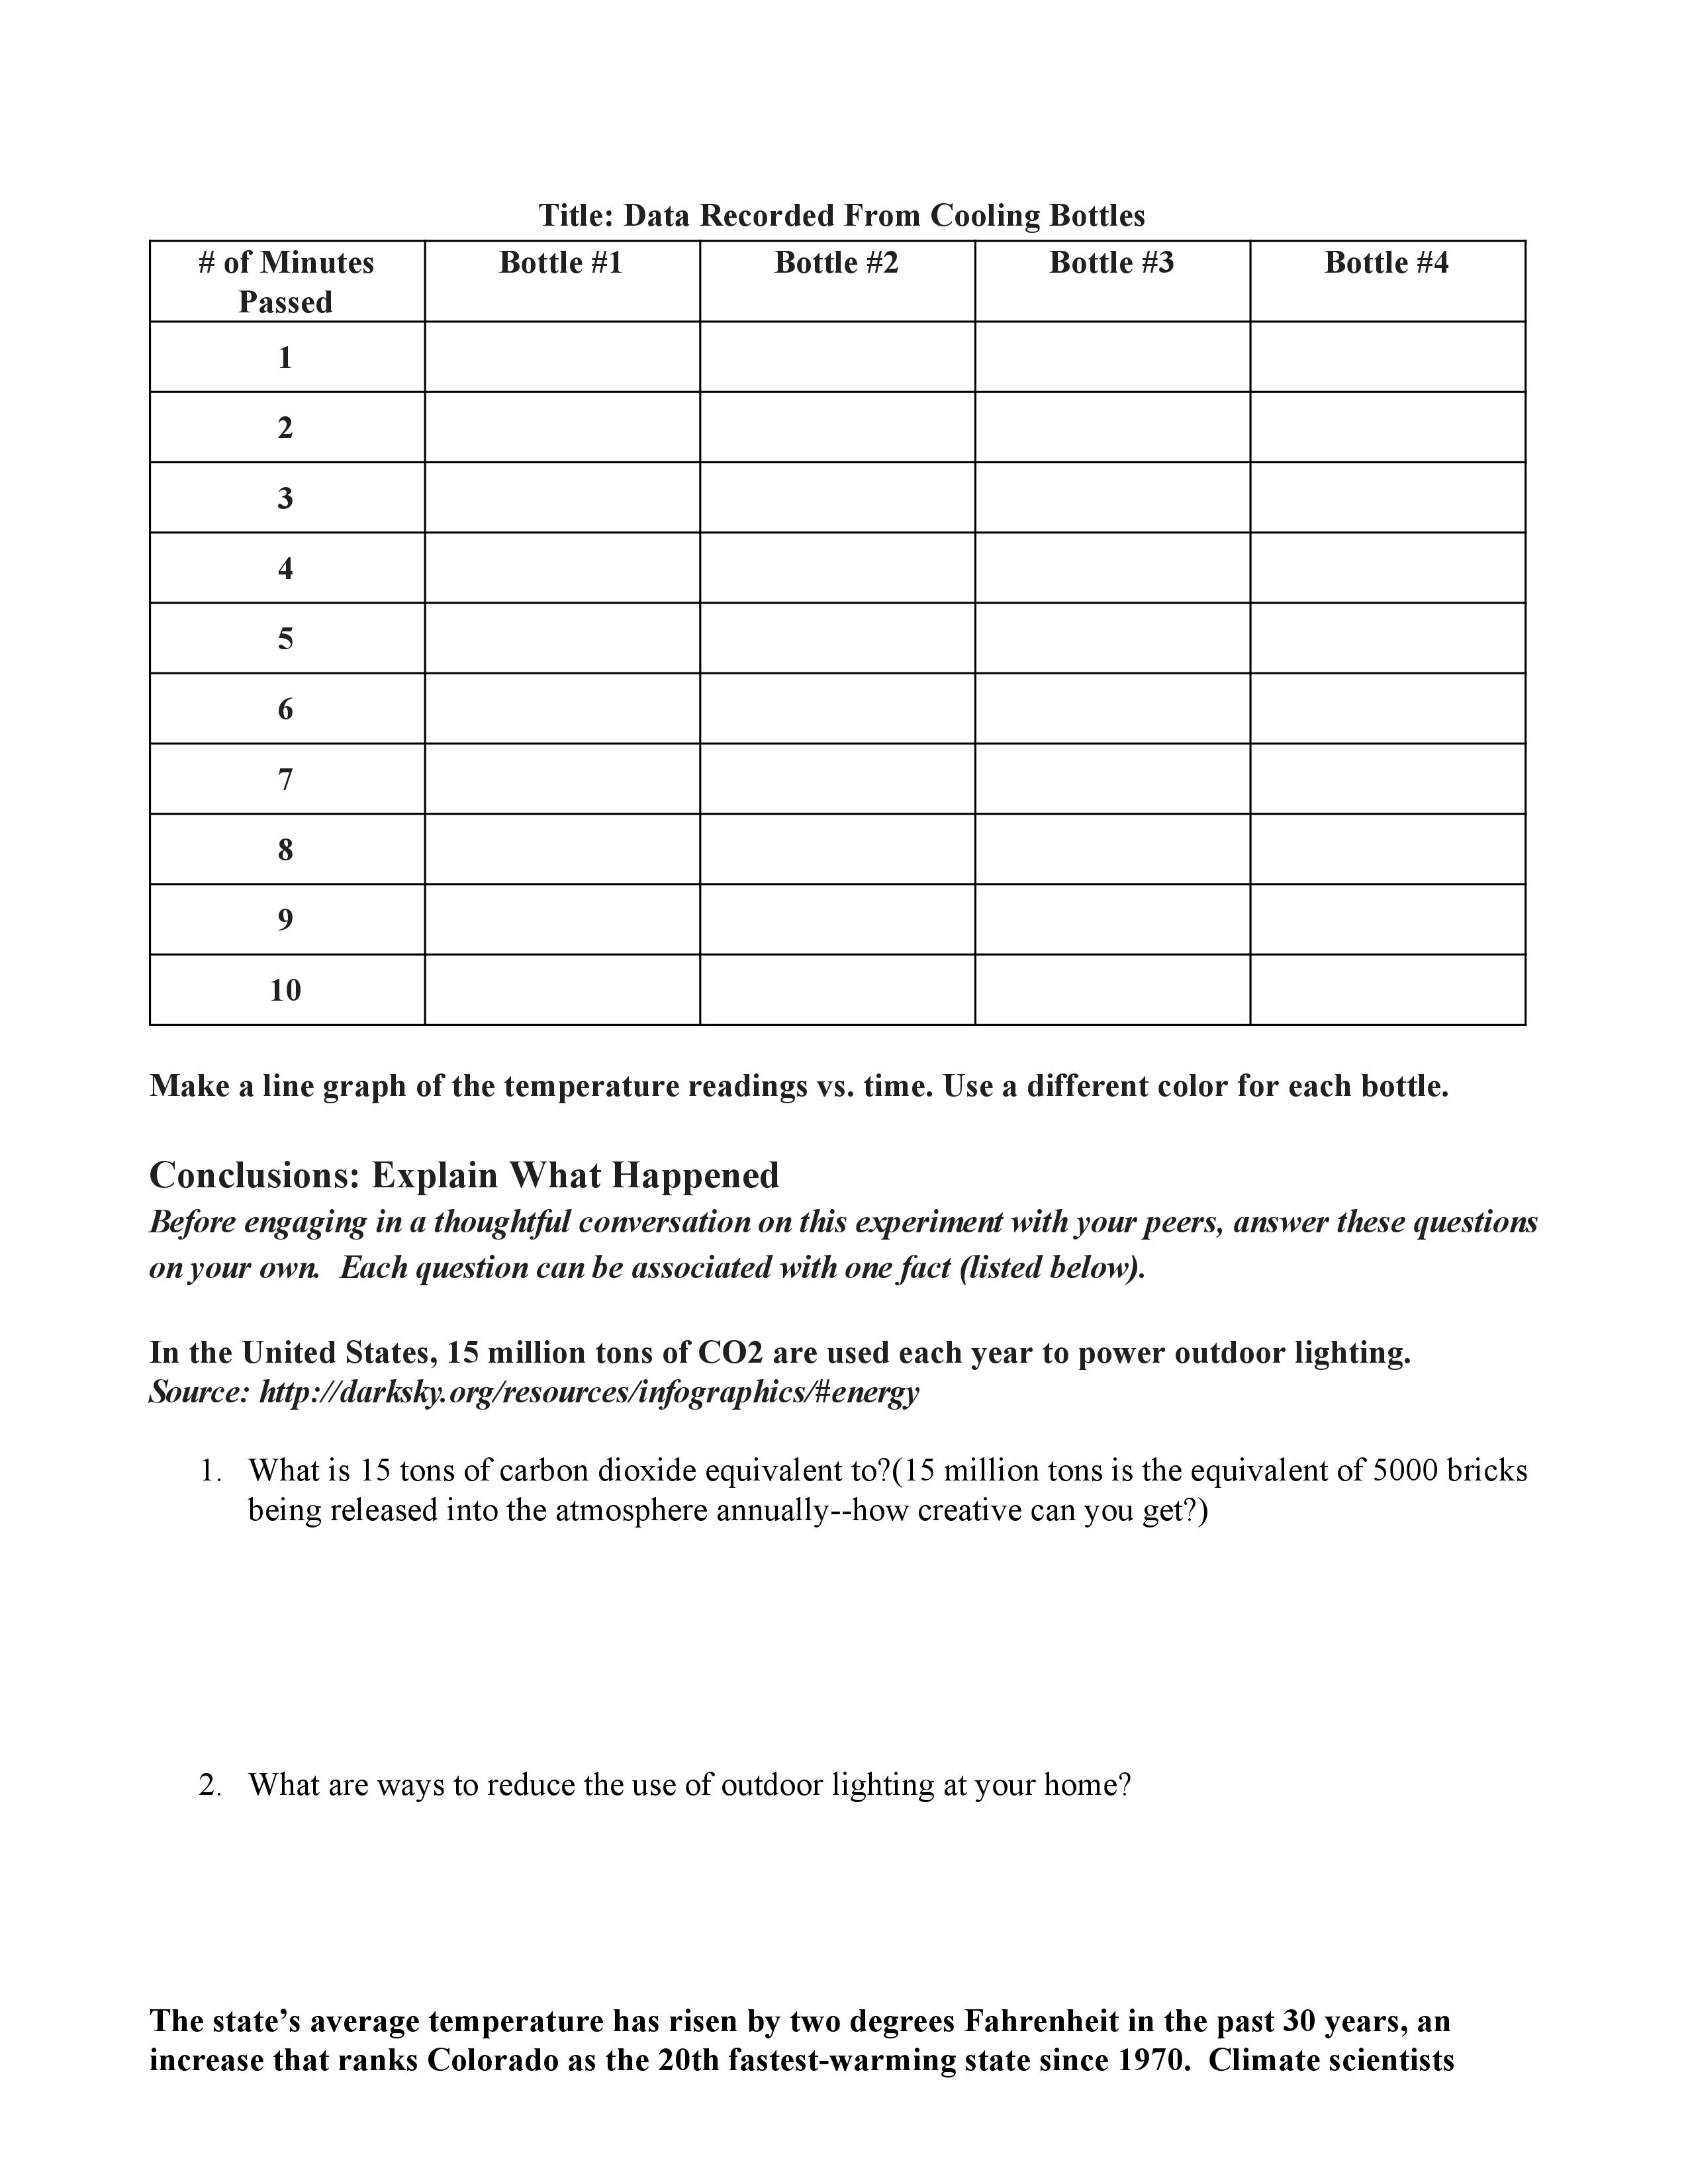 Title: Data Recorded From Cooling Bottles
# of Minutes Passed Bottle #1 Bottle #2 Bottle #3 Bottle #4
1
2
3
4
5
6
7
8
9
10
Make a line graph of the temperature readings vs. time. Use a different color for each bottle.
Conclusions: Explain What Happened
Before engaging in a thoughtful conversation on this experiment with your peers, answer these questions
on your own.  Each question can be associated with one fact (listed below).
In the United States, 15 million tons of CO2 are used each year to power outdoor lighting.
Source: http://darksky.org/resources/infographics/#energy
1. What is 15 tons of carbon dioxide equivalent to?(15 million tons is the equivalent of 5000 bricks
being released into the atmosphere annually--how creative can you get?)
2. What are ways to reduce the use of outdoor lighting at your home?
The state’s average temperature has risen by two degrees Fahrenheit in the past 30 years, an
increase that ranks Colorado as the 20th fastest-warming state since 1970.  Climate scientists